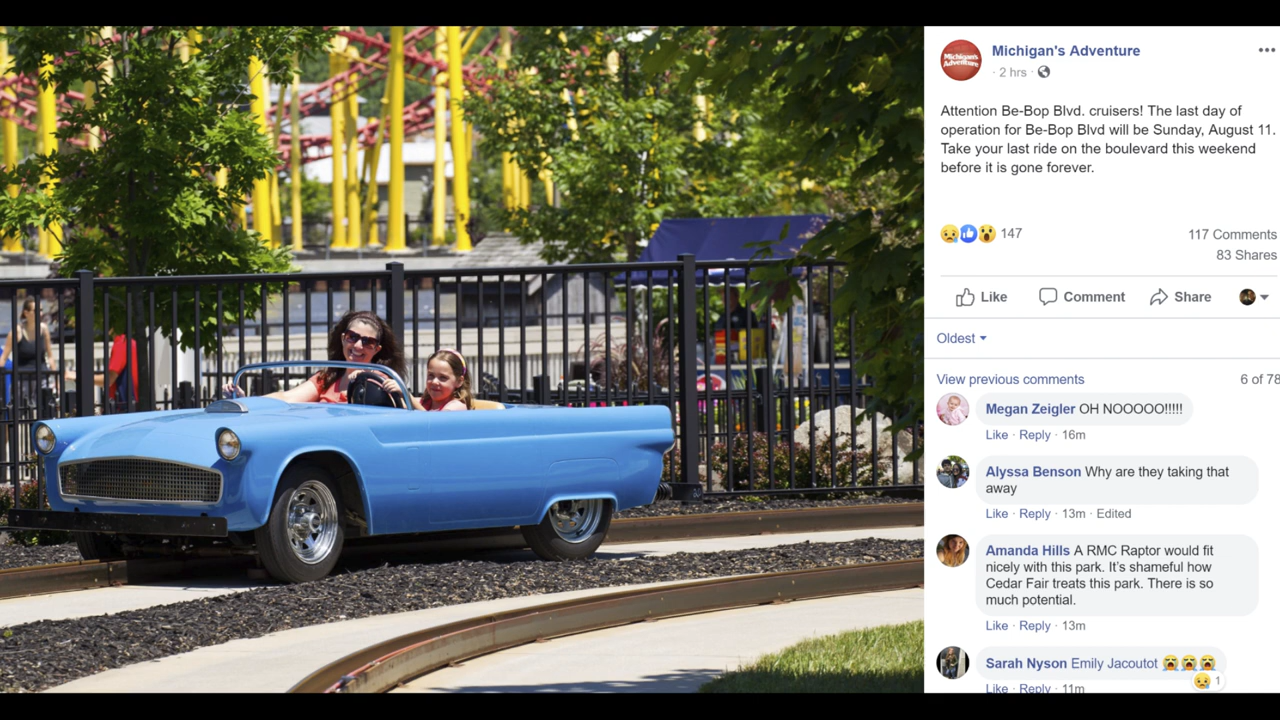 Michigan's Adventure
Michigan's Adventure
· 2 hrs ·
Attention Be-Bop Blvd. cruisers! The last day of
operation for Be-Bop Blvd will be Sunday, August 11.
Take your last ride on the boulevard this weekend
before it is gone forever.
147
117 Comments
83 Shares
Like
Comment
Share
Oldest
View previous comments
6 of 78
Megan Zeigler OH NOOOOO!!!!!
Like · Reply · 16m
Alyssa Benson Why are they taking that
away
Like · Reply · 13m · Edited
Amanda Hills A RMC Raptor would fit
nicely with this park. It's shameful how
Cedar Fair treats this park. There is so
much potential.
Like · Reply · 13m
Sarah Nyson Emily Jacoutot 😭😭😭
1
Like · Reply · 11m